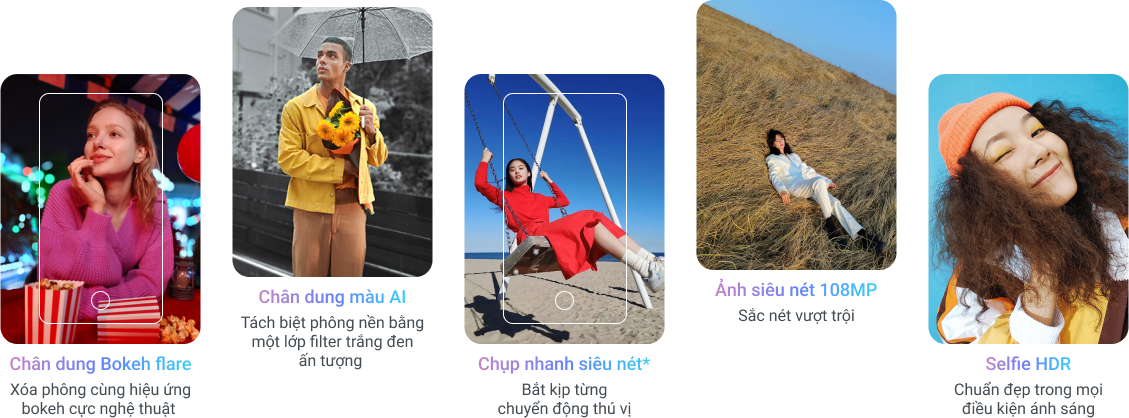 Chân dung Bokeh flare
Xóa phông cùng hiệu ứng
bokeh cực nghệ thuật
Chân dung màu AI
Tách biệt phông nền bằng
một lớp filter trắng đen
ấn tượng
Chụp nhanh siêu nét*
Bắt kịp từng
chuyển động thú vị
Ảnh siêu nét 108MP
Sắc nét vượt trội
Selfie HDR
Chuẩn đẹp trong mọi
điều kiện ánh sáng